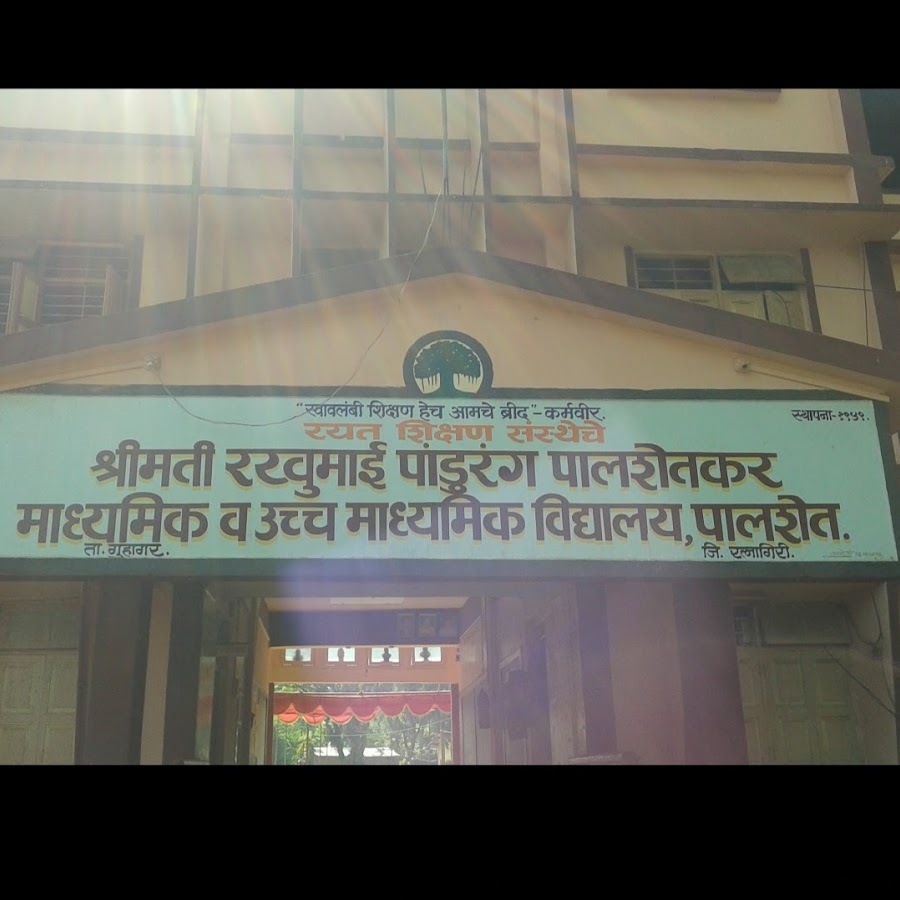 "स्वावलंबी शिक्षण हेच आमचे ब्रीद"-कर्मवीर.
स्थापना-१९५९.
रयत शिक्षण संस्थेचे
श्रीमती रखुमाई पांडुरंग पालशेतकर
माध्यमिक व उच्च माध्यमिक विद्यालय, पालशेत.
ता. गूहागर. जि. रत्नागिरी.